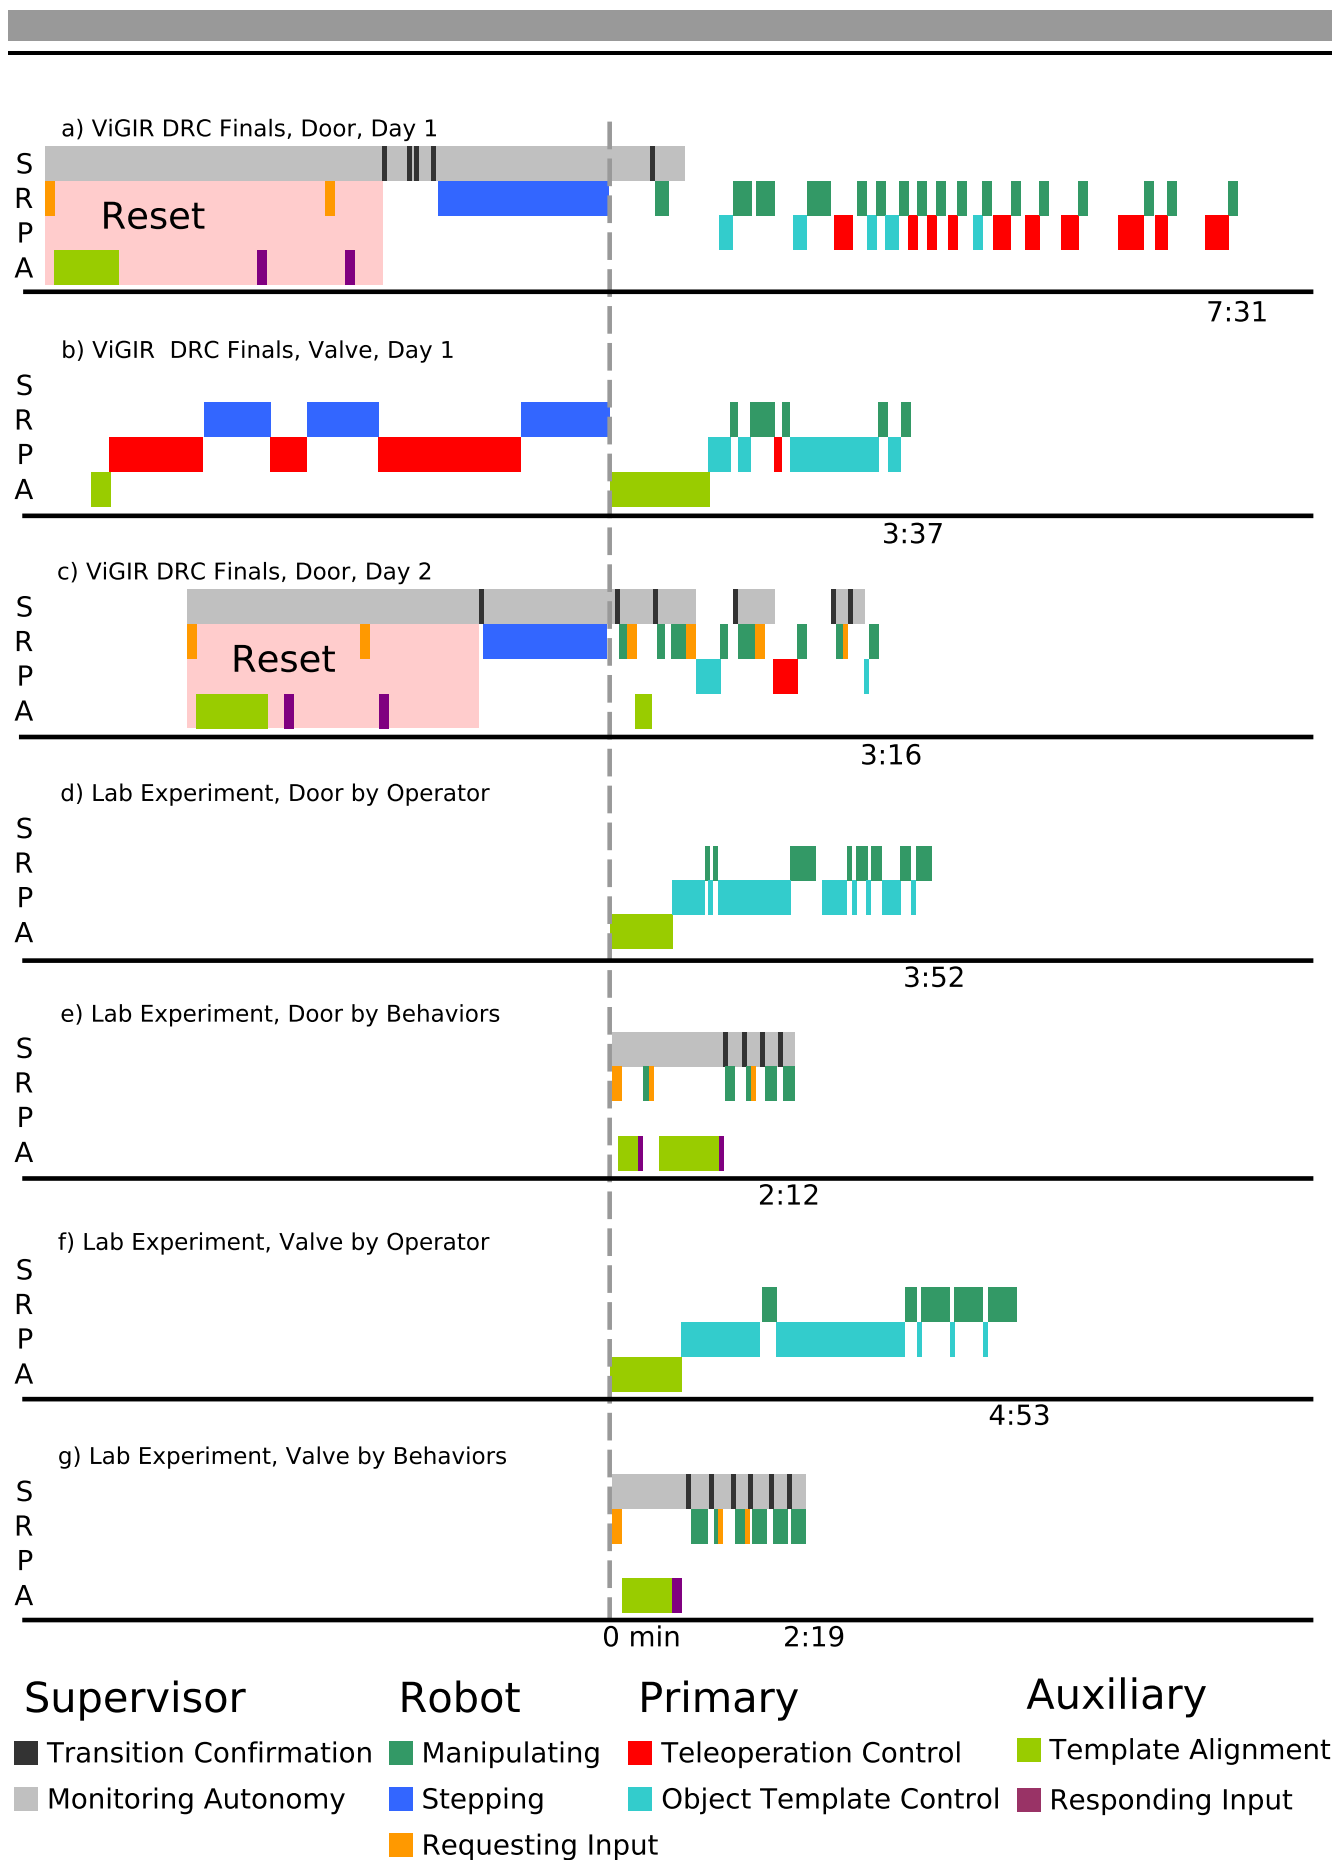 a) ViGIR DRC Finals, Door, Day 1
S
R
Reset
P
A
7:31
b) ViGIR  DRC Finals, Valve, Day 1
S
R
P
A
3:37
c) ViGIR DRC Finals, Door, Day 2
S
R
Reset
P
A
3:16
d) Lab Experiment, Door by Operator
S
R
P
A
3:52
e) Lab Experiment, Door by Behaviors
S
R
P
A
2:12
f) Lab Experiment, Valve by Operator
S
R
P
A
4:53
g) Lab Experiment, Valve by Behaviors
S
R
P
A
0 min 2:19
Supervisor
Transition Confirmation
Monitoring Autonomy
Robot
Manipulating
Stepping
Requesting Input
Primary
Teleoperation Control
Object Template Control
Auxiliary
Template Alignment
Responding Input